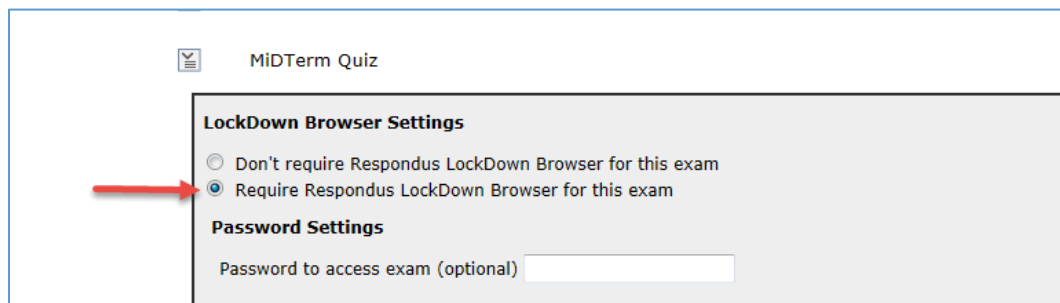 MiDTerm Quiz
LockDown Browser Settings
Don't require Respondus LockDown Browser for this exam
Require Respondus LockDown Browser for this exam
Password Settings
Password to access exam (optional)